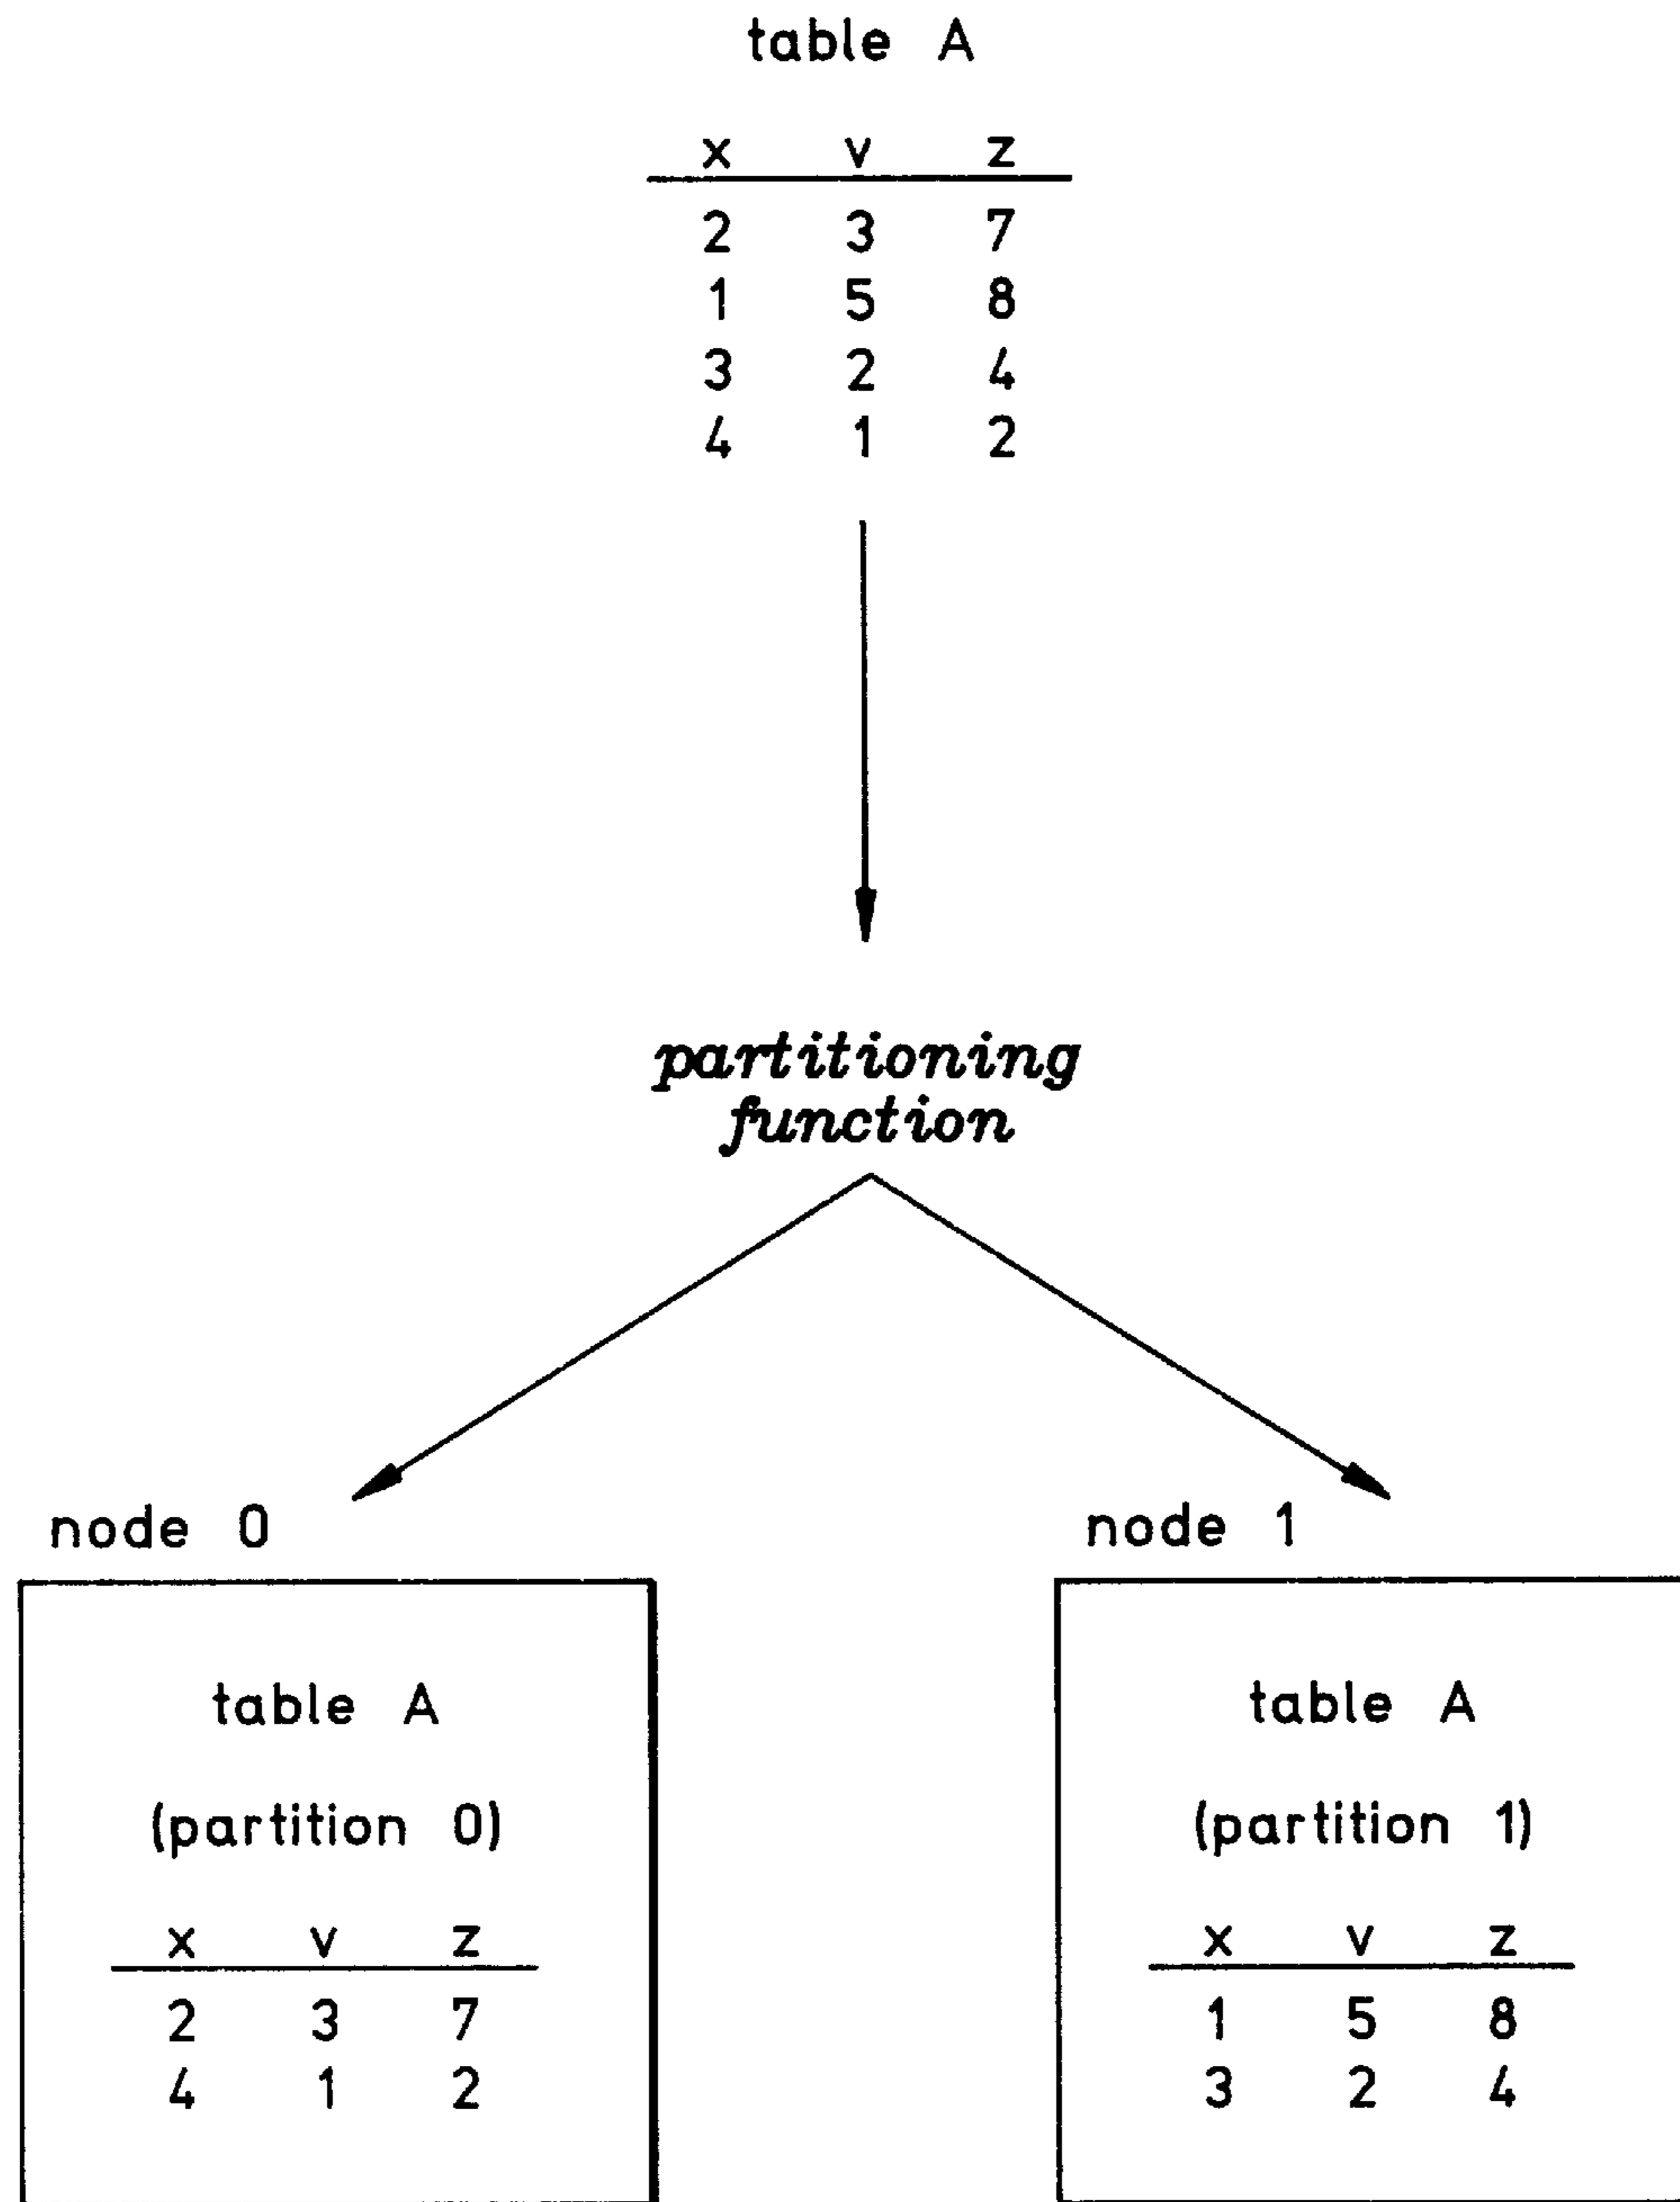 table A
x v z
2 3 7
1 5 8
3 2 4
4 1 2
partitioning
function
node 0
table A
(partition 0)
x v z
2 3 7
4 1 2
node 1
table A
(partition 1)
x v z
1 5 8
3 2 4